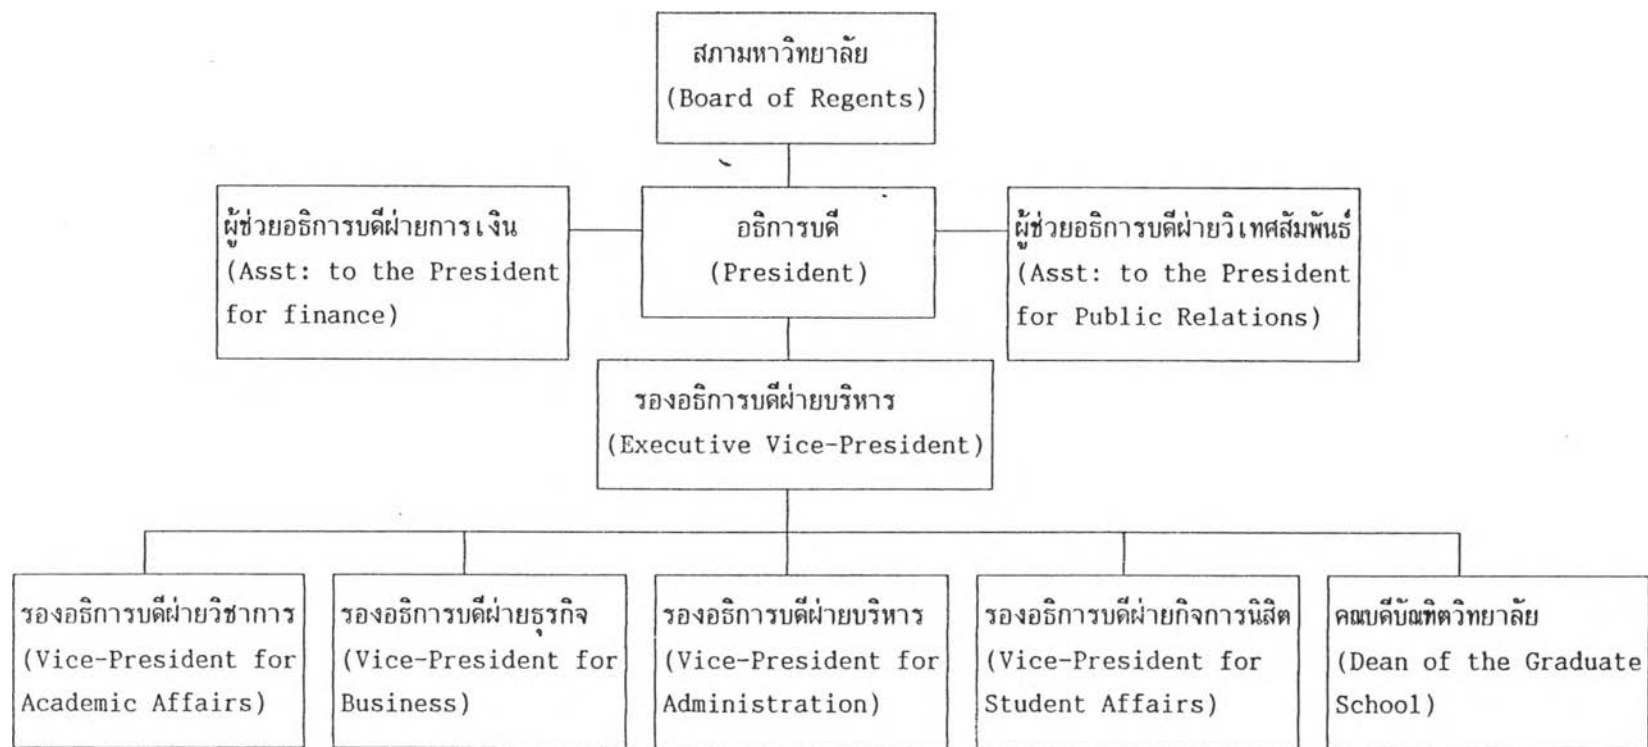 สภามหาวิทยาลัย
(Board of Regents)
ผู้ช่วยอธิการบดีฝ่ายการเงิน
(Asst: to the President
for finance)
อธิการบดี
(President)
ผู้ช่วยอธิการบดีฝ่ายวิเทศสัมพันธ์
(Asst: to the President
for Public Relations)
รองอธิการบดีฝ่ายบริหาร
(Executive Vice-President)
รองอธิการบดีฝ่ายวิชาการ
(Vice-President for
Academic Affairs)
รองอธิการบดีฝ่ายธุรกิจ
(Vice-President for
Business)
รองอธิการบดีฝ่ายบริหาร
(Vice-President for
Administration)
รองอธิการบดีฝ่ายกิจการนิสิต
(Vice-President for
Student Affairs)
คณบดีบัณฑิตวิทยาลัย
(Dean of the Graduate
School)